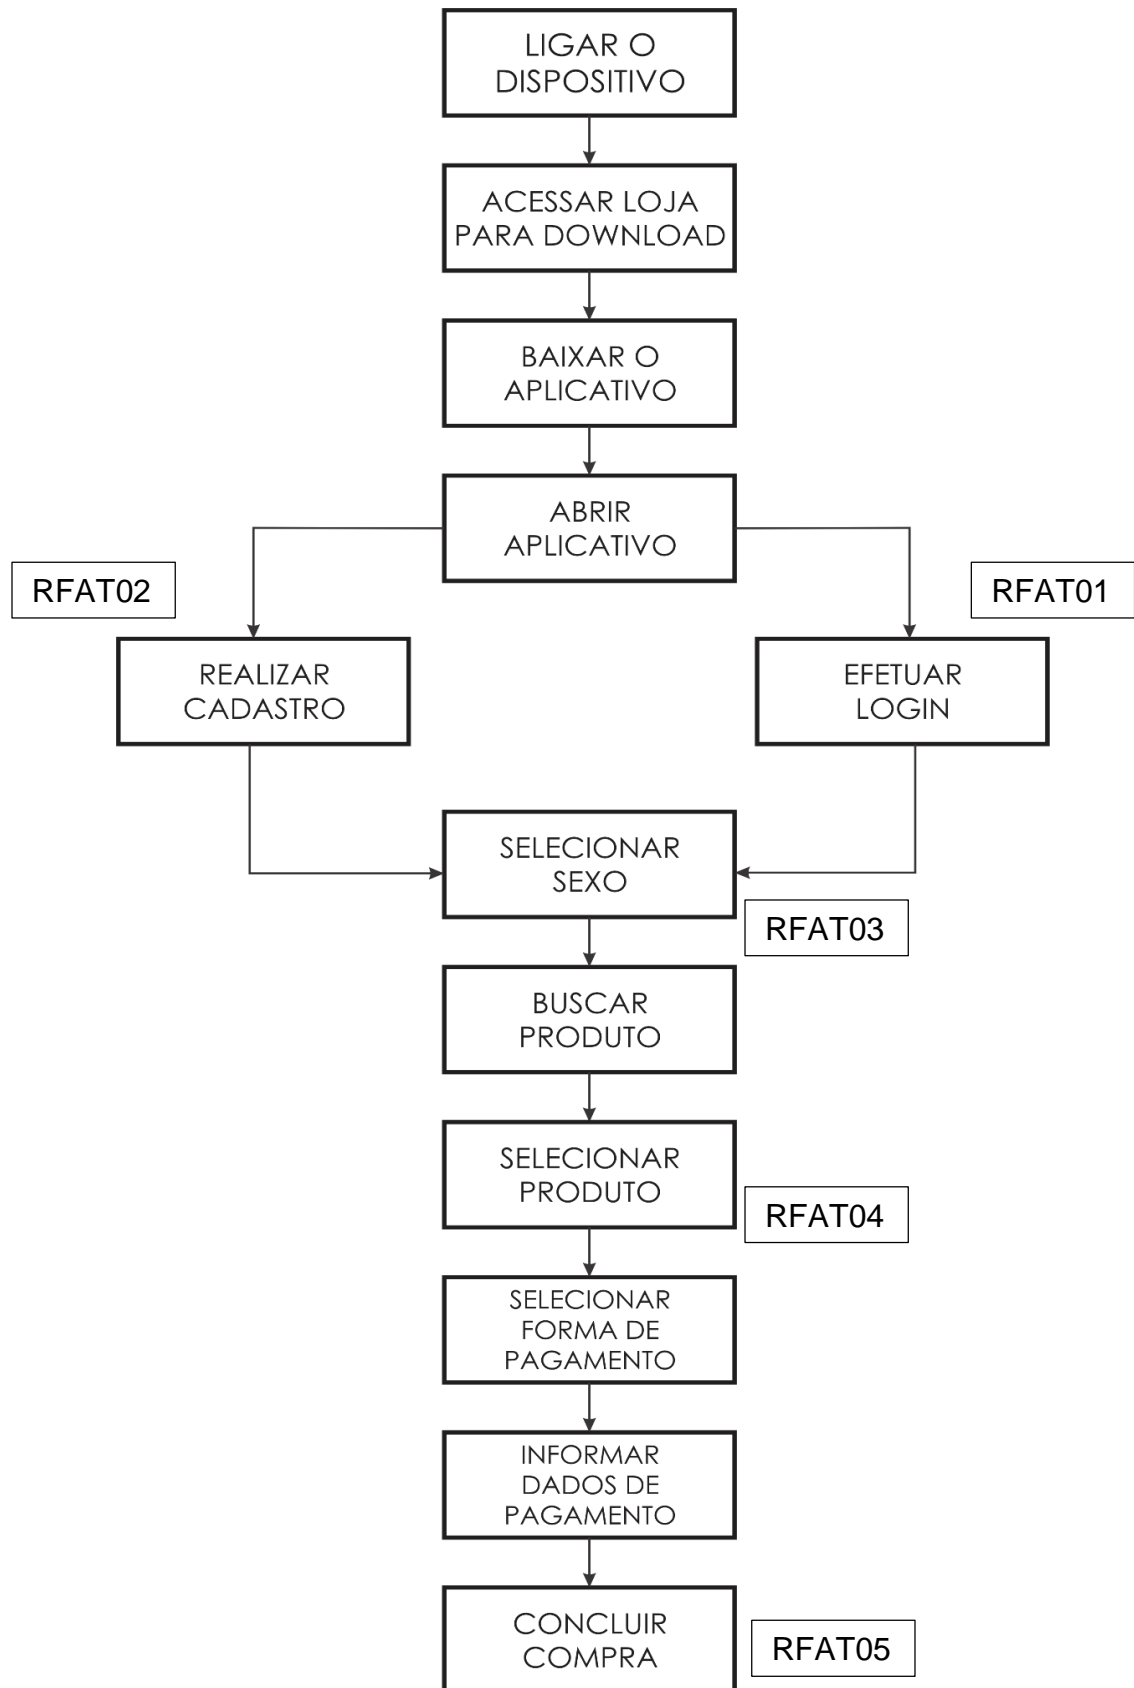 LIGAR O
DISPOSITIVO
ACESSAR LOJA
PARA DOWNLOAD
BAIXAR O
APLICATIVO
ABRIR
APLICATIVO
RFAT02
RFAT01
REALIZAR
CADASTRO
EFETUAR
LOGIN
SELECIONAR
SEXO
RFAT03
BUSCAR
PRODUTO
SELECIONAR
PRODUTO
RFAT04
SELECIONAR
FORMA DE
PAGAMENTO
INFORMAR
DADOS DE
PAGAMENTO
CONCLUIR
COMPRA
RFAT05